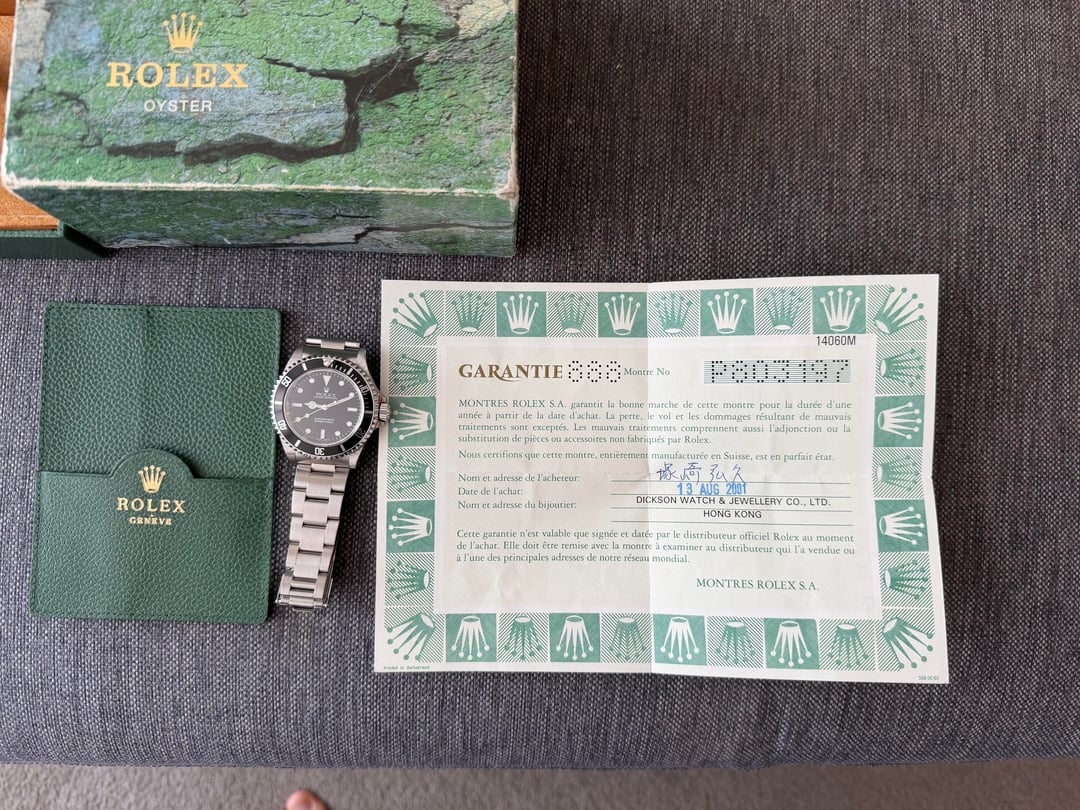 ROLEX
OYSTER
ROLEX
GENEVE
14060M
GARANTIE 888 Montre No P803797
MONTRES ROLEX S.A. garantit la bonne marche de cette montre pour la durée d'une
année à partir de la date d'achat. La perte, le vol et les dommages résultant de mauvais
traitements sont exceptés. Les mauvais traitements comprennent aussi l'adjonction ou la
substitution de pièces ou accessoires non fabriqués par Rolex.
Nous certifions que cette montre, entièrement manufacturée en Suisse, est en parfait état.
Nom et adresse de l'acheteur: 塚崎弘久
Date de l'achat: 13 AUG 2001
Nom et adresse du bijoutier: DICKSON WATCH & JEWELLERY CO., LTD.
HONG KONG
Cette garantie n'est valable que signée et datée par le distributeur officiel Rolex au moment
de l'achat. Elle doit être remise avec la montre à examiner au distributeur qui l'a vendue ou
à l'une des principales adresses de notre réseau mondial.
MONTRES ROLEX S.A.
Printed in Switzerland